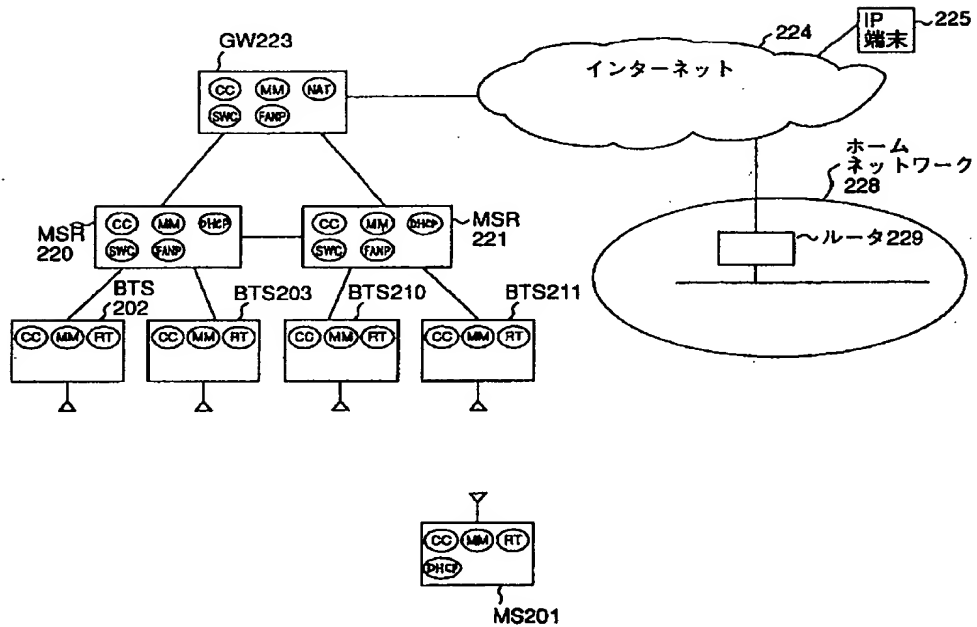 GW223
CC MM NAT
SWC FANP
224
インターネット
IP
端末
225
ホーム
ネットワーク
228
ルータ229
MSR
220
CC MM DHCP
SWC FANP
CC MM DHCP
SWC FANP
MSR
221
BTS
202
BTS203
BTS210
BTS211
CC MM RT
CC MM RT
CC MM RT
CC MM RT
CC MM RT
DHCP
MS201